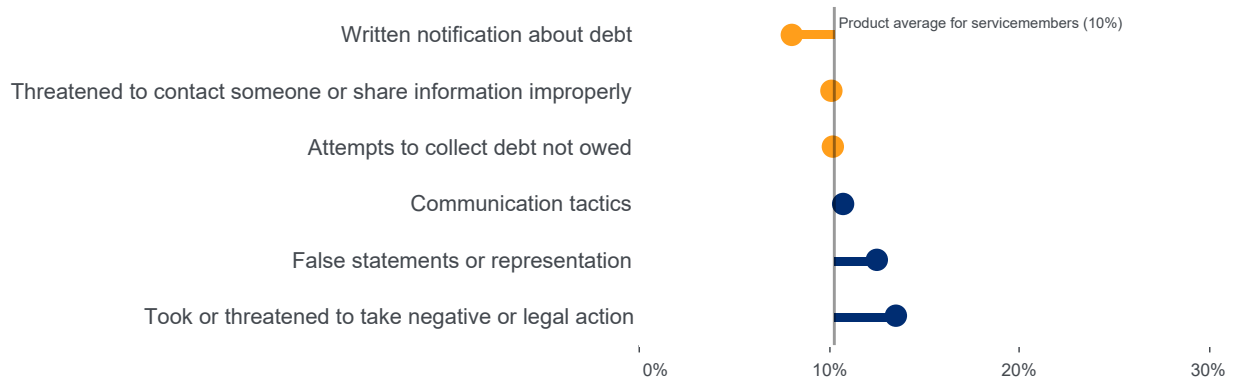 Product average for servicemembers (10%)
Written notification about debt
Threatened to contact someone or share information improperly
Attempts to collect debt not owed
Communication tactics
False statements or representation
Took or threatened to take negative or legal action
0%
10%
20%
30%